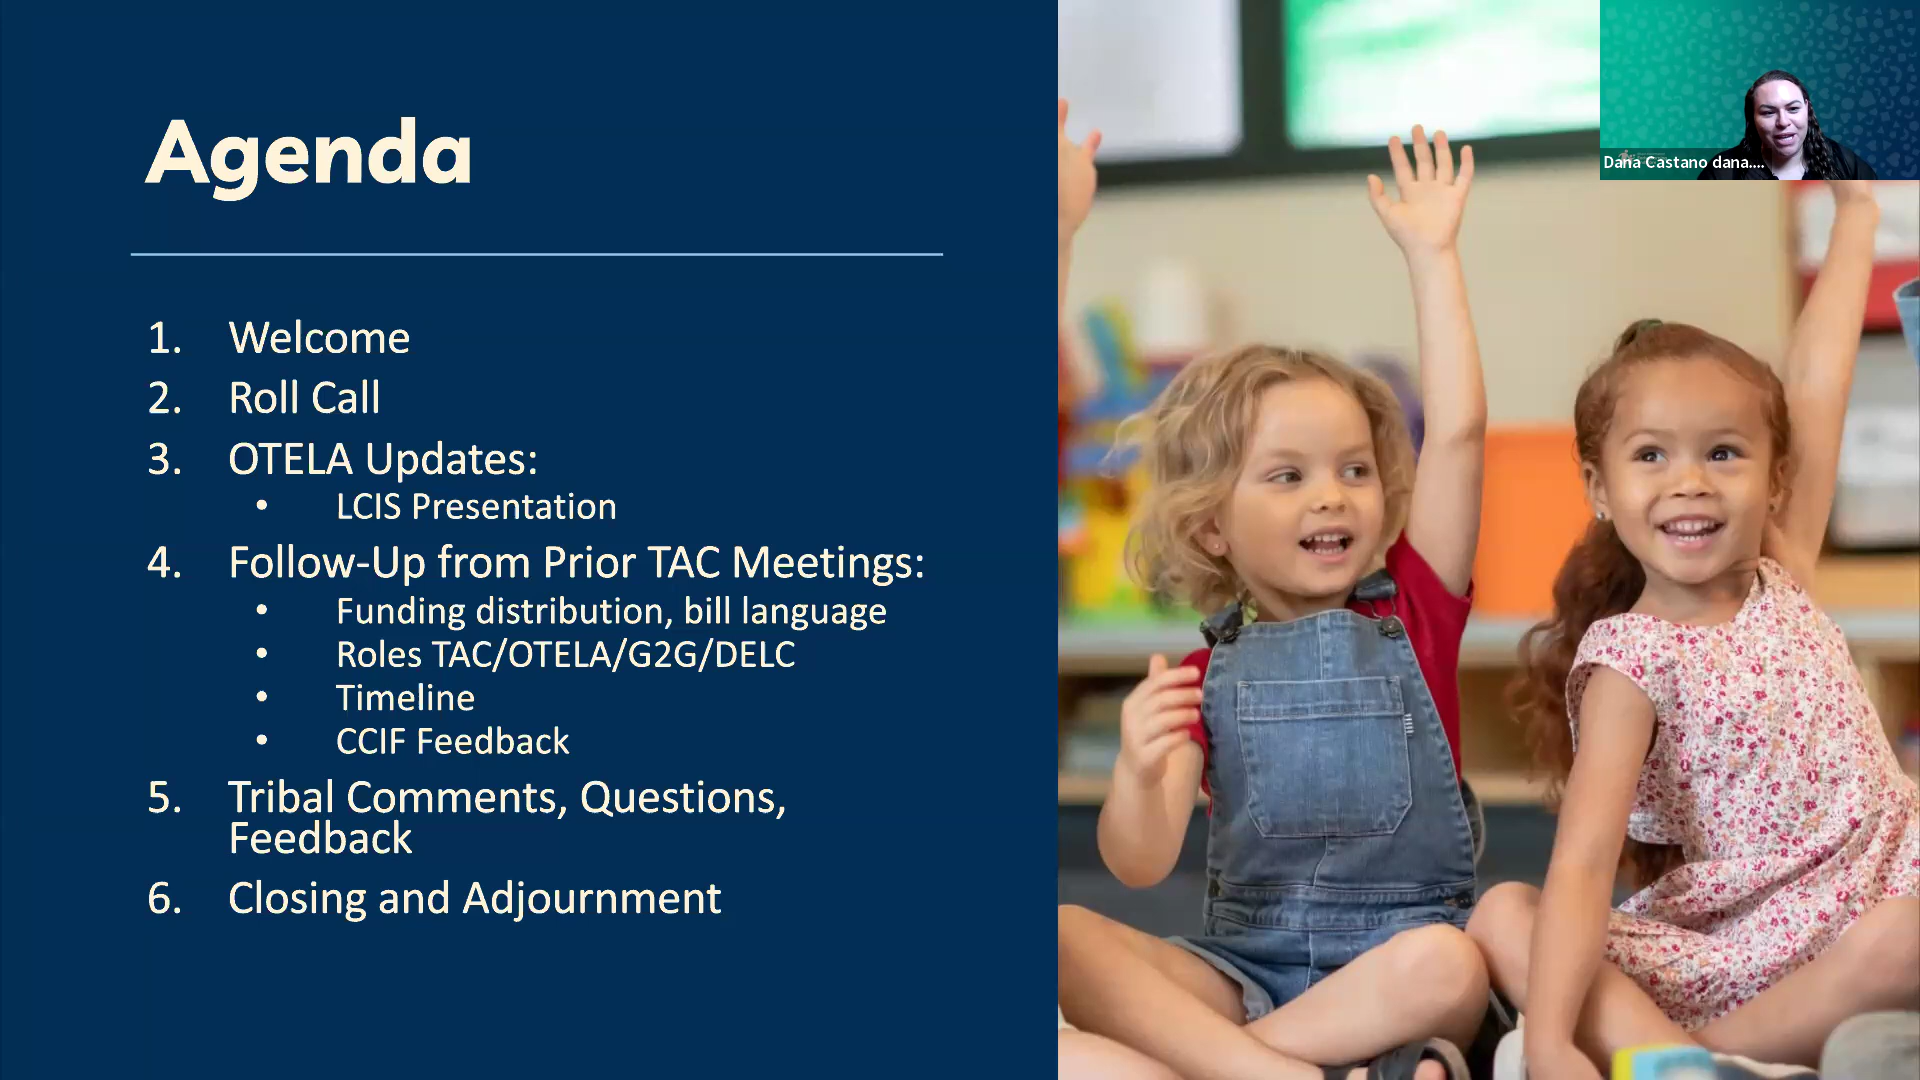 Agenda
1. Welcome
2. Roll Call
3. OTELA Updates:
• LCIS Presentation
4. Follow-Up from Prior TAC Meetings:
• Funding distribution, bill language
• Roles TAC/OTELA/G2G/DELC
• Timeline
• CCIF Feedback
5. Tribal Comments, Questions,
Feedback
6. Closing and Adjournment
Dana Castano dana....